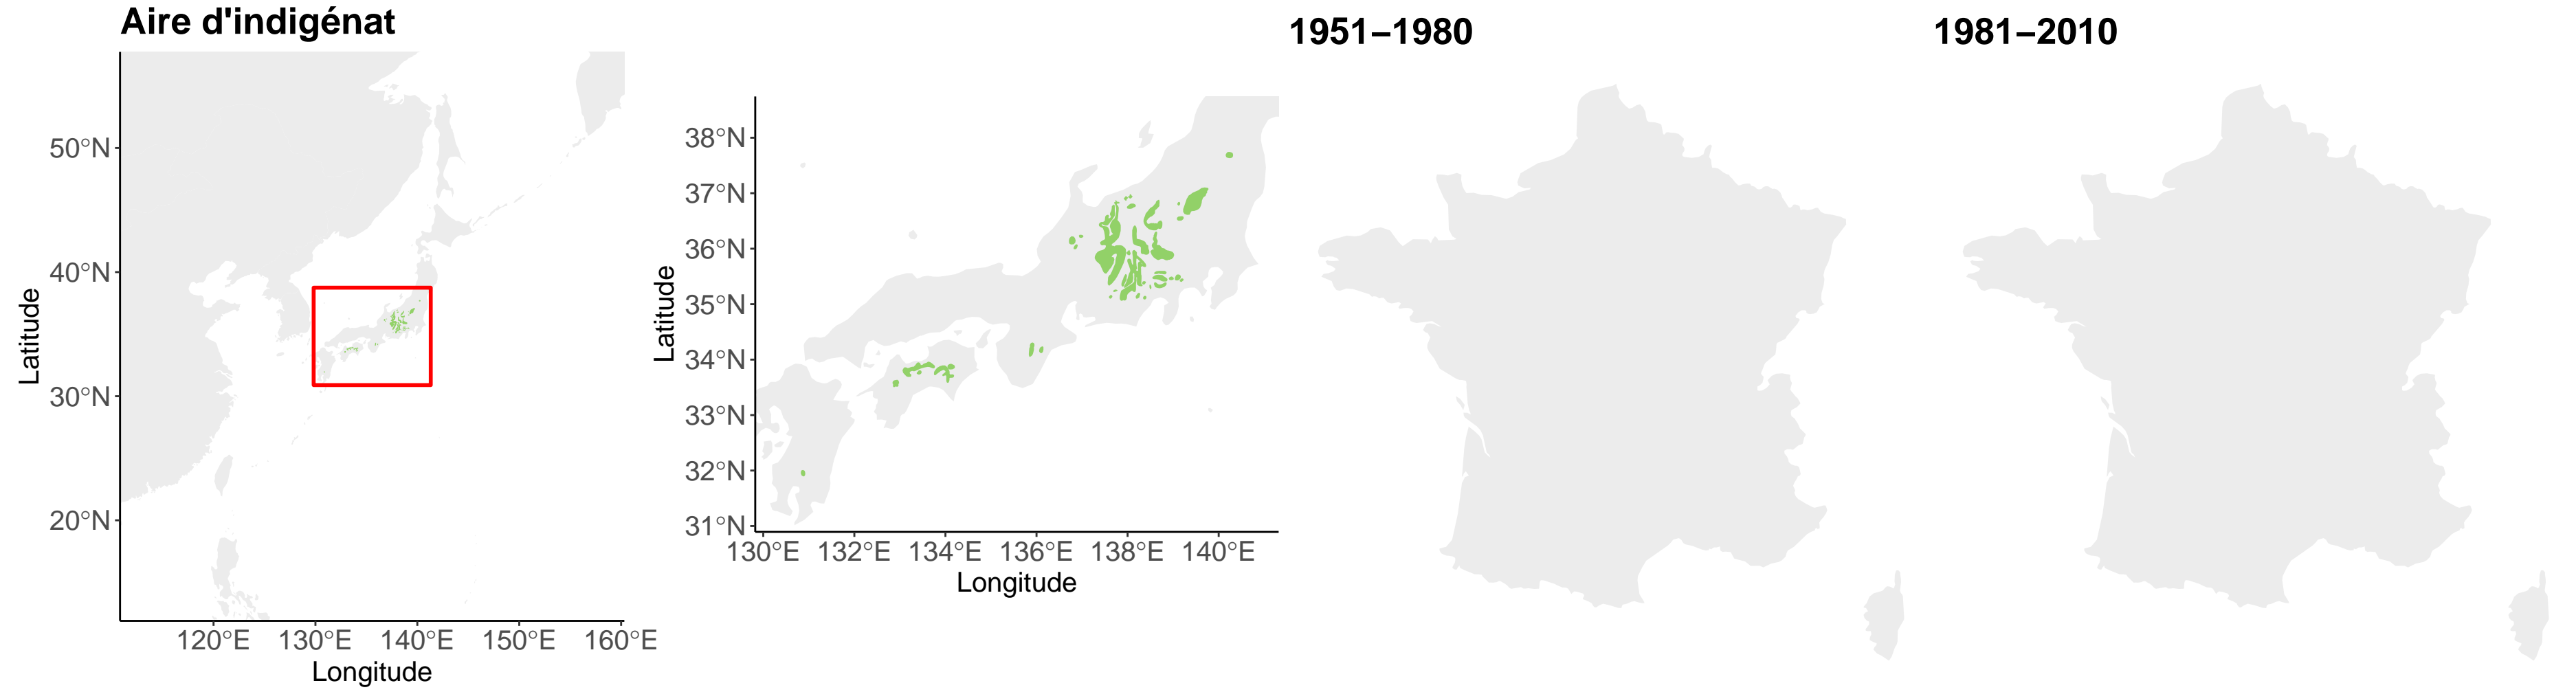 Aire d'indigénat
1951–1980
1981–2010
50°N
40°N
30°N
20°N
Latitude
120°E 130°E 140°E 150°E 160°E
Longitude
38°N
37°N
36°N
35°N
34°N
33°N
32°N
31°N
Latitude
130°E 132°E 134°E 136°E 138°E 140°E
Longitude